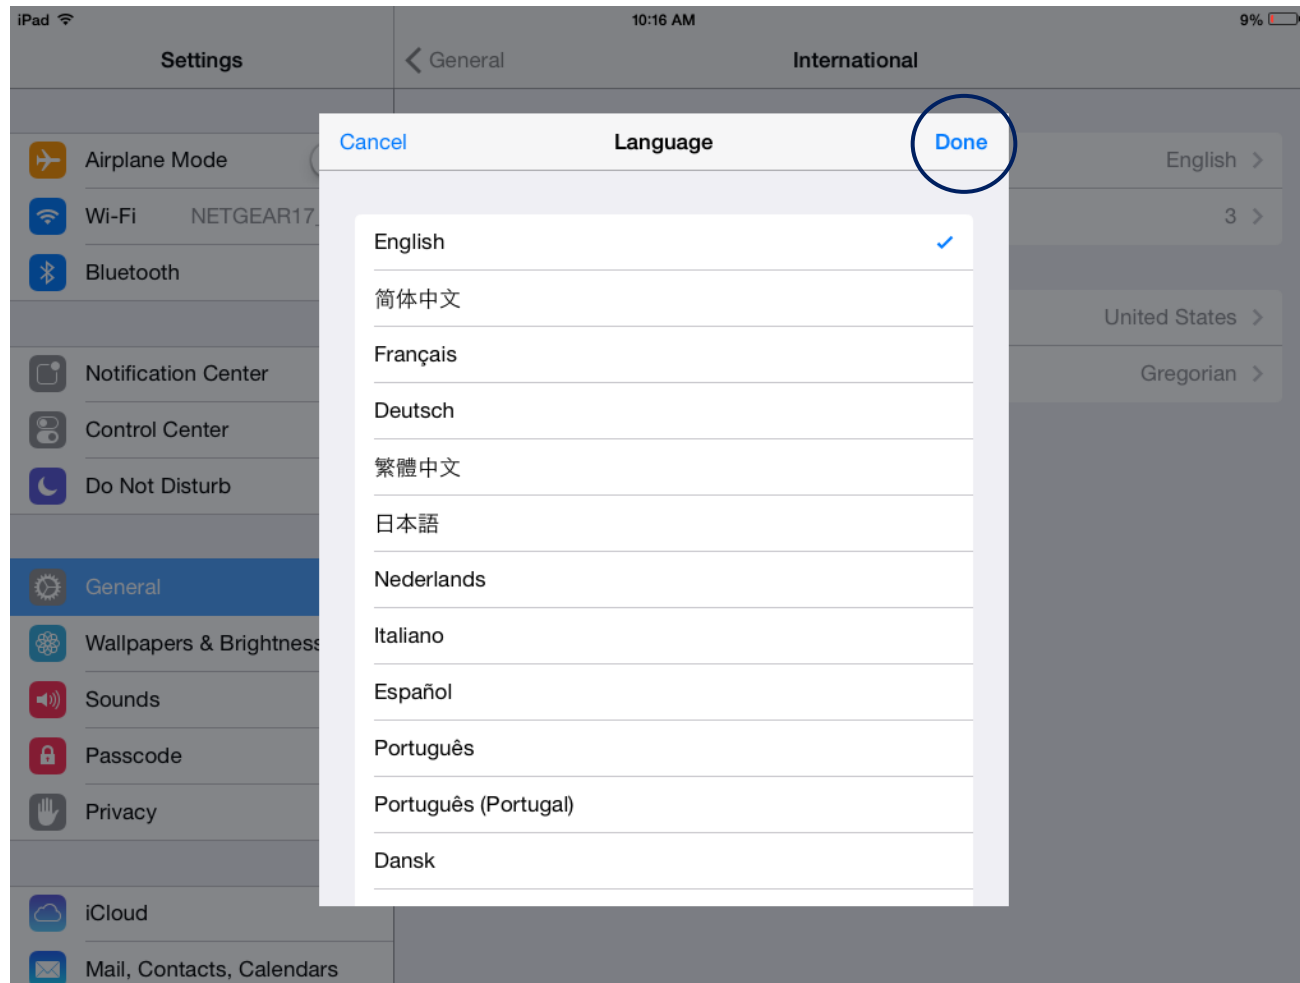 iPad 10:16 AM 9%
Settings
General International
Cancel Language Done
Airplane Mode
Wi-Fi NETGEAR17_
Bluetooth
Notification Center
Control Center
Do Not Disturb
General
Wallpapers & Brightness
Sounds
Passcode
Privacy
iCloud
Mail, Contacts, Calendars
English
简体中文
Français
Deutsch
繁體中文
日本語
Nederlands
Italiano
Español
Português
Português (Portugal)
Dansk
English
3
United States
Gregorian